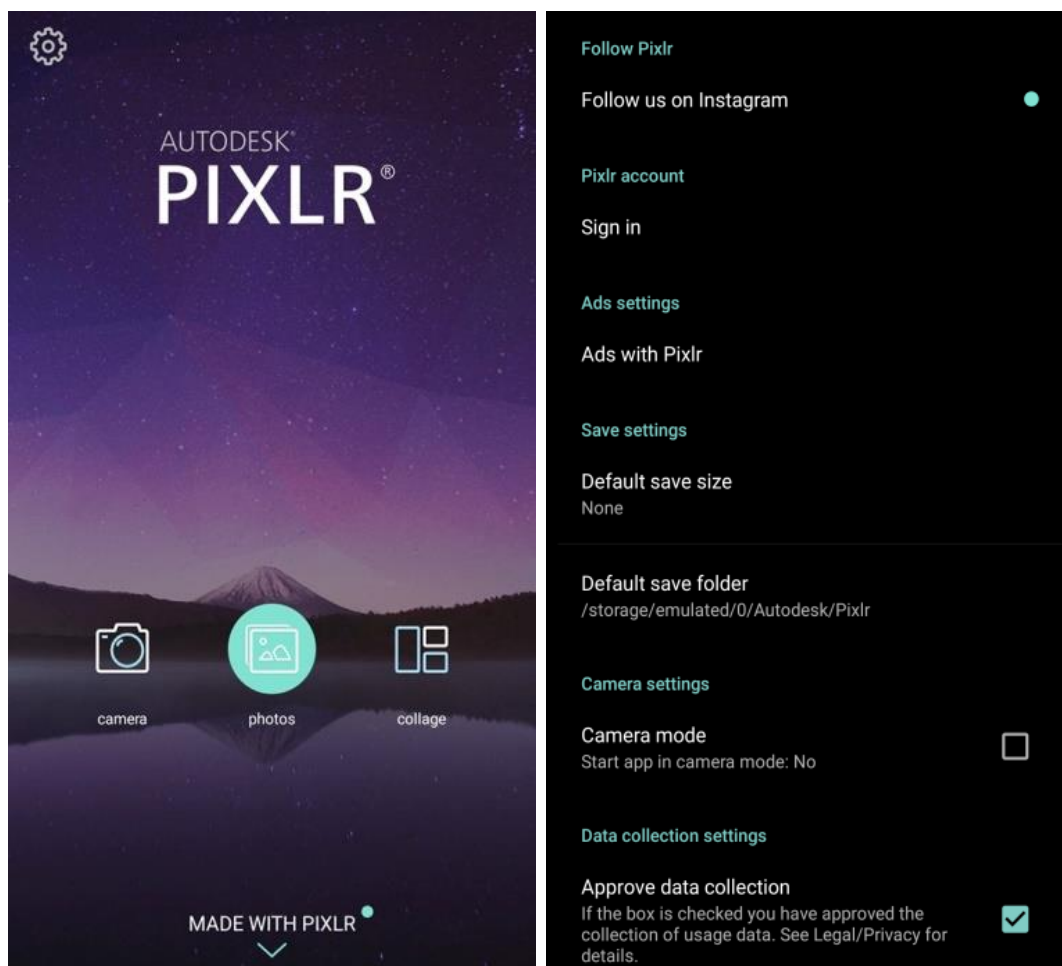 AUTODESK®
PIXLR®
camera
photos
collage
MADE WITH PIXLR
Follow Pixlr
Follow us on Instagram
Pixlr account
Sign in
Ads settings
Ads with Pixlr
Save settings
Default save size
None
Default save folder
/storage/emulated/0/Autodesk/Pixlr
Camera settings
Camera mode
Start app in camera mode: No
Data collection settings
Approve data collection
If the box is checked you have approved the
collection of usage data. See Legal/Privacy for
details.